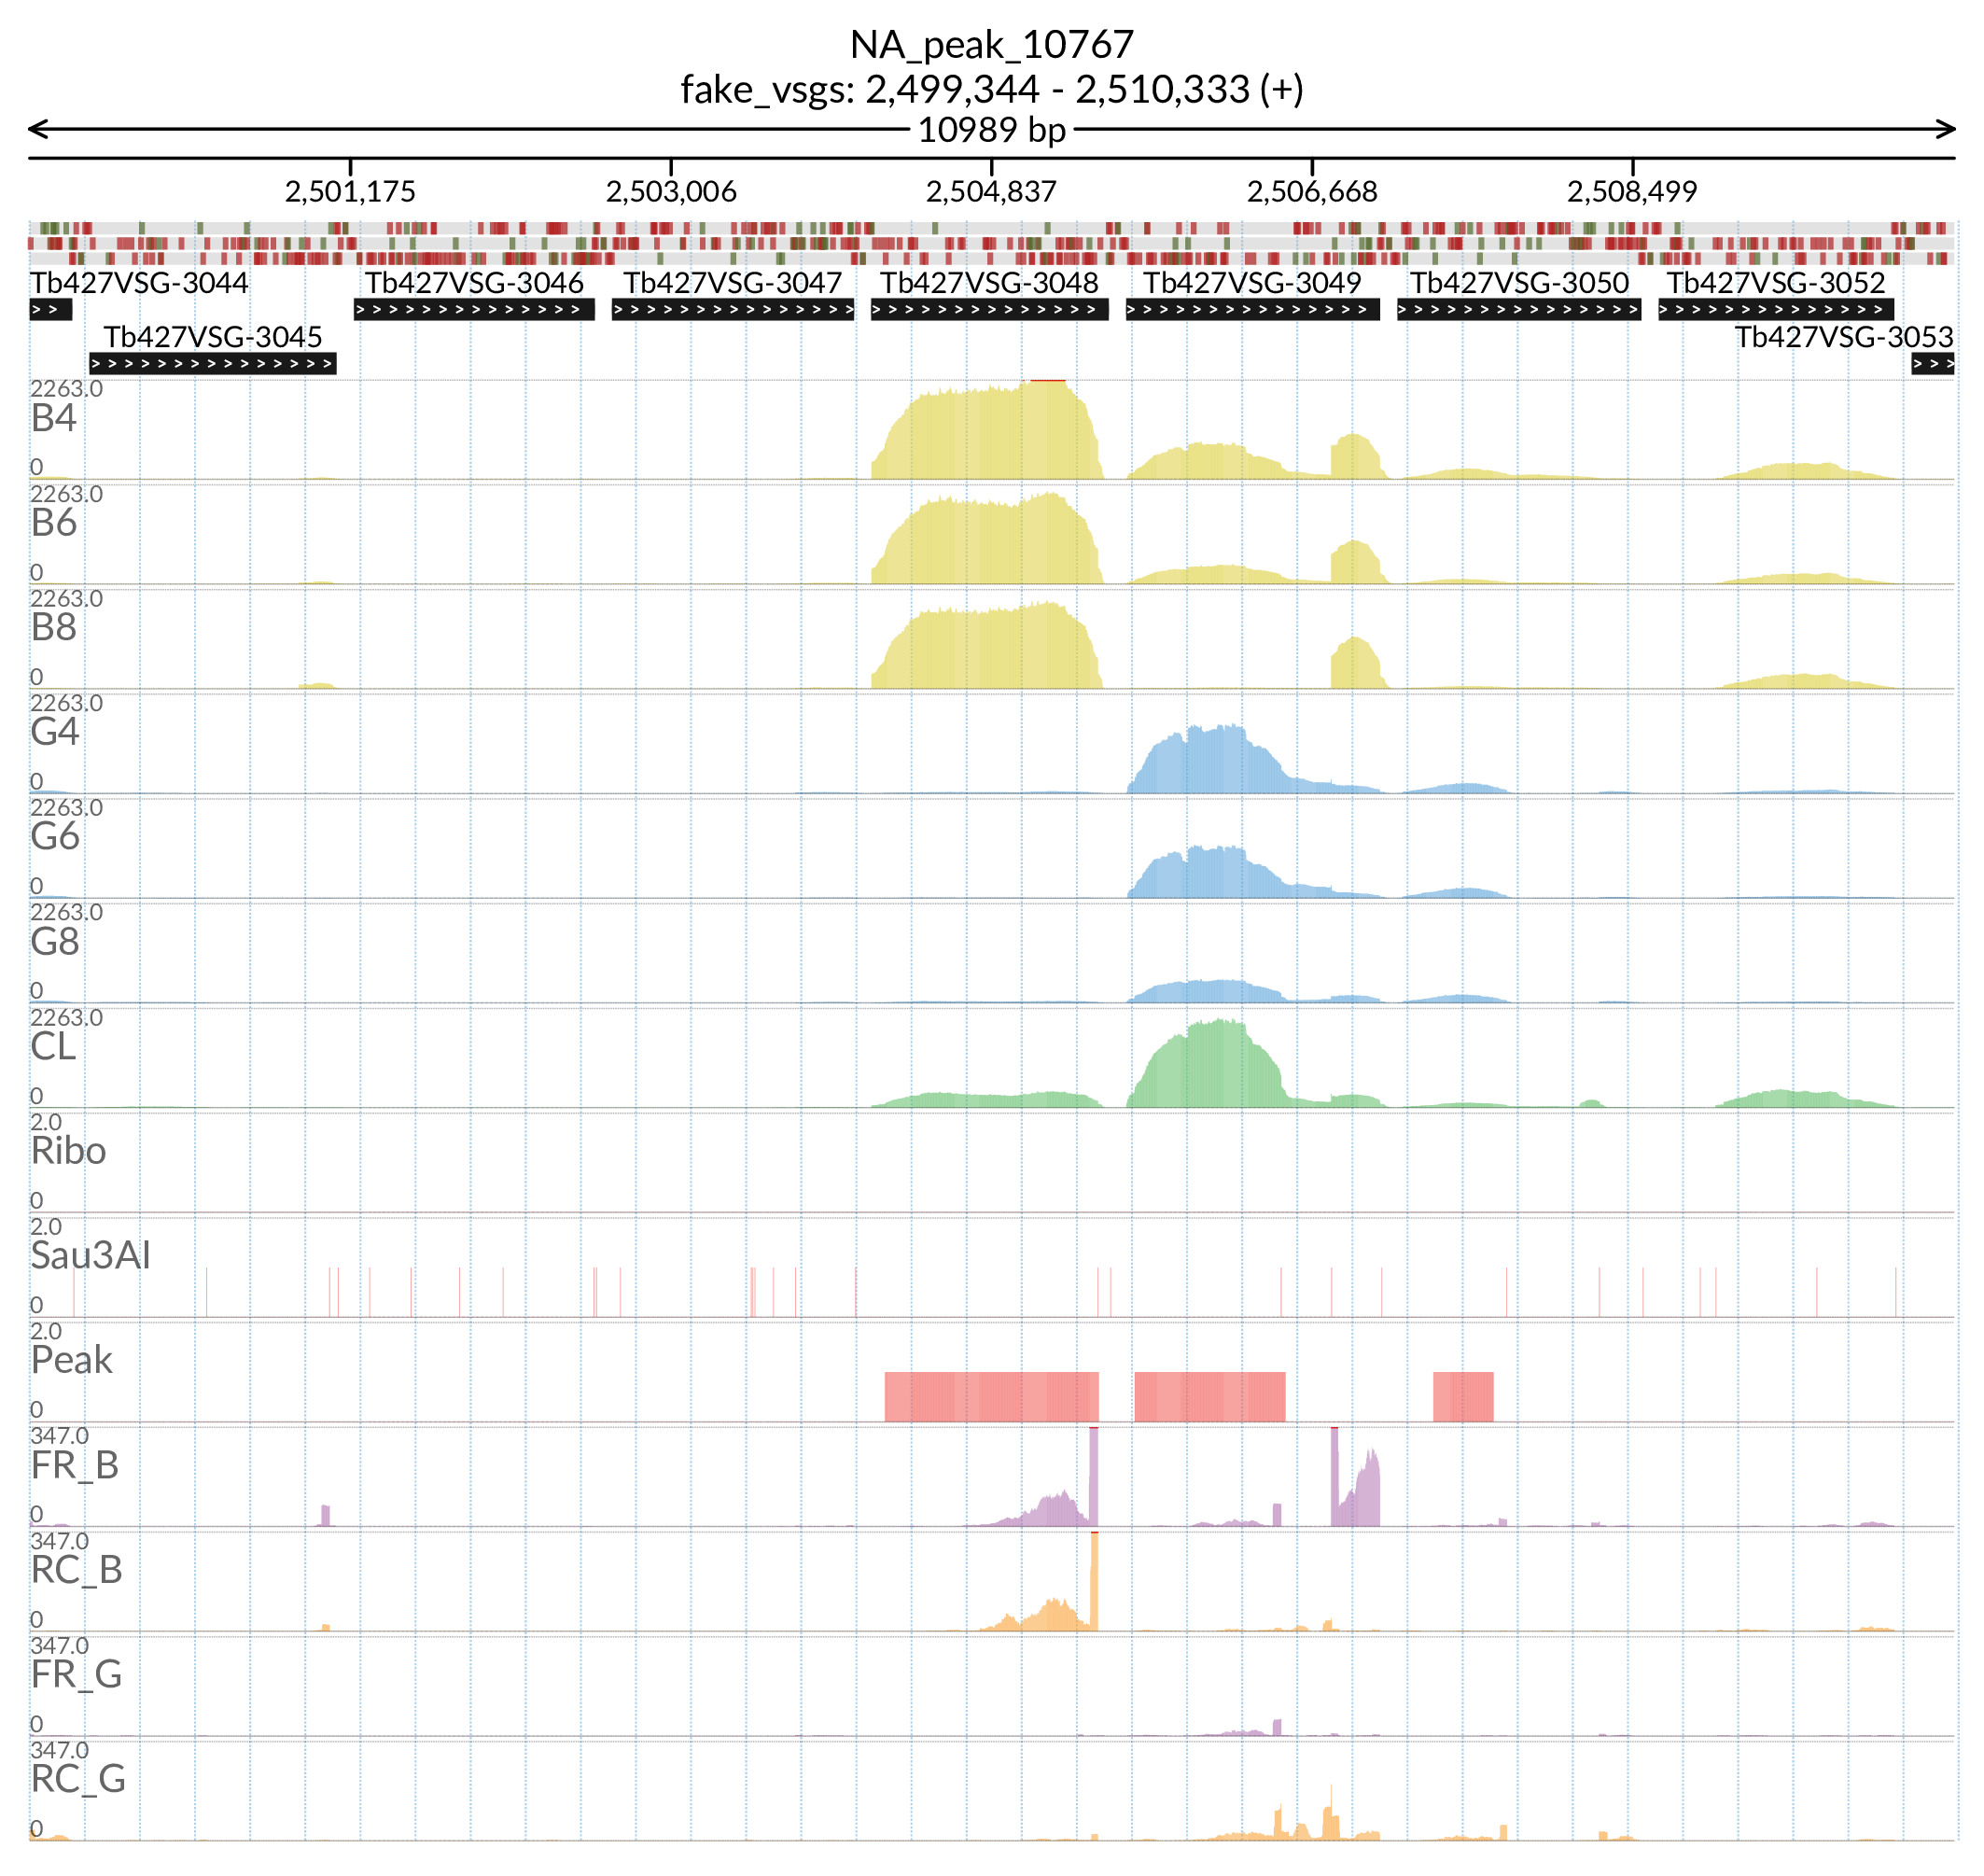 NA_peak_10767
fake_vsgs: 2,499,344 - 2,510,333 (+)
10989 bp
2,501,175 2,503,006 2,504,837 2,506,668 2,508,499
Tb427VSG-3044 Tb427VSG-3046 Tb427VSG-3047 Tb427VSG-3048 Tb427VSG-3049 Tb427VSG-3050 Tb427VSG-3052
Tb427VSG-3045 Tb427VSG-3053
2263.0
B4
0
2263.0
B6
0
2263.0
B8
0
2263.0
G4
0
2263.0
G6
0
2263.0
G8
0
2263.0
CL
0
2.0
Ribo
0
2.0
Sau3AI
0
2.0
Peak
0
347.0
FR_B
0
347.0
RC_B
0
347.0
FR_G
0
347.0
RC_G
0